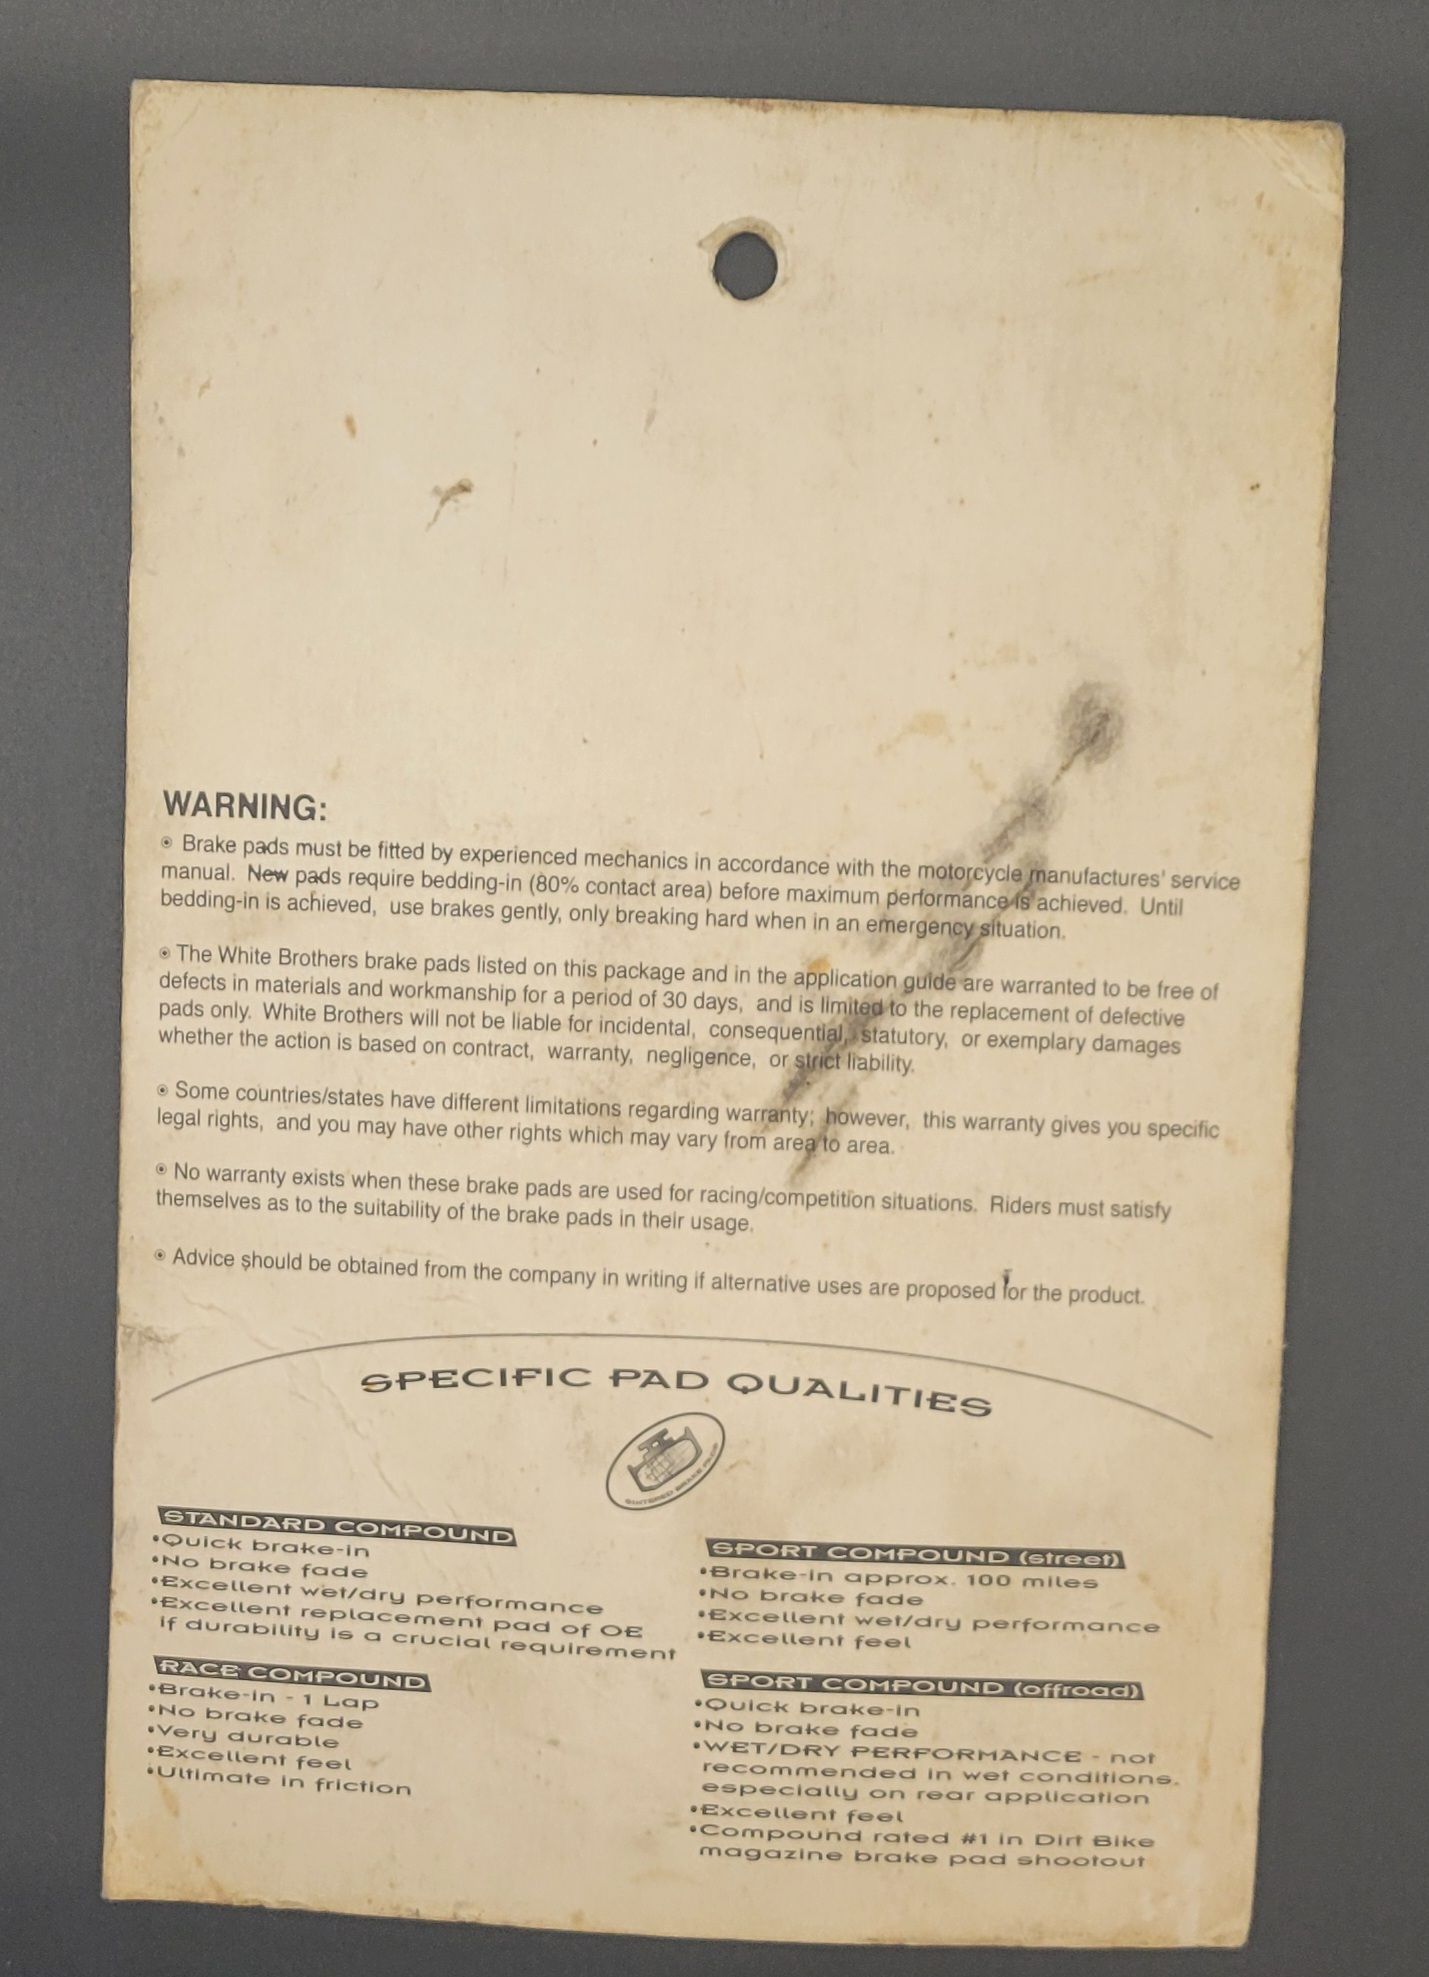 WARNING:
⦿ Brake pads must be fitted by experienced mechanics in accordance with the motorcycle manufactures' service
manual. New pads require bedding-in (80% contact area) before maximum performance is achieved. Until
bedding-in is achieved, use brakes gently, only breaking hard when in an emergency situation.
⦿ The White Brothers brake pads listed on this package and in the application guide are warranted to be free of
defects in materials and workmanship for a period of 30 days, and is limited to the replacement of defective
pads only. White Brothers will not be liable for incidental, consequential, statutory, or exemplary damages
whether the action is based on contract, warranty, negligence, or strict liability.
⦿ Some countries/states have different limitations regarding warranty; however, this warranty gives you specific
legal rights, and you may have other rights which may vary from area to area.
⦿ No warranty exists when these brake pads are used for racing/competition situations. Riders must satisfy
themselves as to the suitability of the brake pads in their usage.
⦿ Advice should be obtained from the company in writing if alternative uses are proposed for the product.
SPECIFIC PAD QUALITIES
SINTERED BRAKE PADS
STANDARD COMPOUND
•Quick brake-in
•No brake fade
•Excellent wet/dry performance
•Excellent replacement pad of OE
if durability is a crucial requirement
RACE COMPOUND
•Brake-in - 1 Lap
•No brake fade
•Very durable
•Excellent feel
•Ultimate in friction
SPORT COMPOUND (street)
•Brake-in approx. 100 miles
•No brake fade
•Excellent wet/dry performance
•Excellent feel
SPORT COMPOUND (offroad)
•Quick brake-in
•No brake fade
•WET/DRY PERFORMANCE - not
recommended in wet conditions.
especially on rear application
•Excellent feel
•Compound rated #1 in Dirt Bike
magazine brake pad shootout